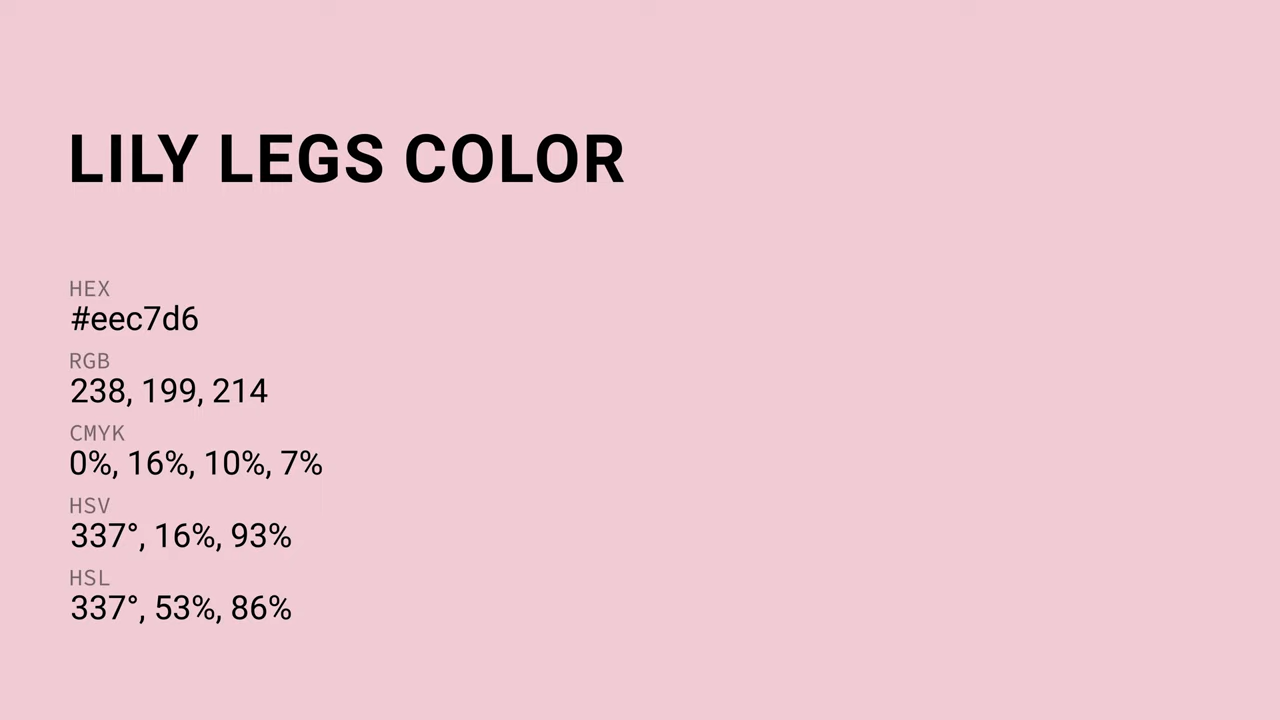 LILY LEGS COLOR
HEX
#eec7d6
RGB
238, 199, 214
CMYK
0%, 16%, 10%, 7%
HSV
337°, 16%, 93%
HSL
337°, 53%, 86%